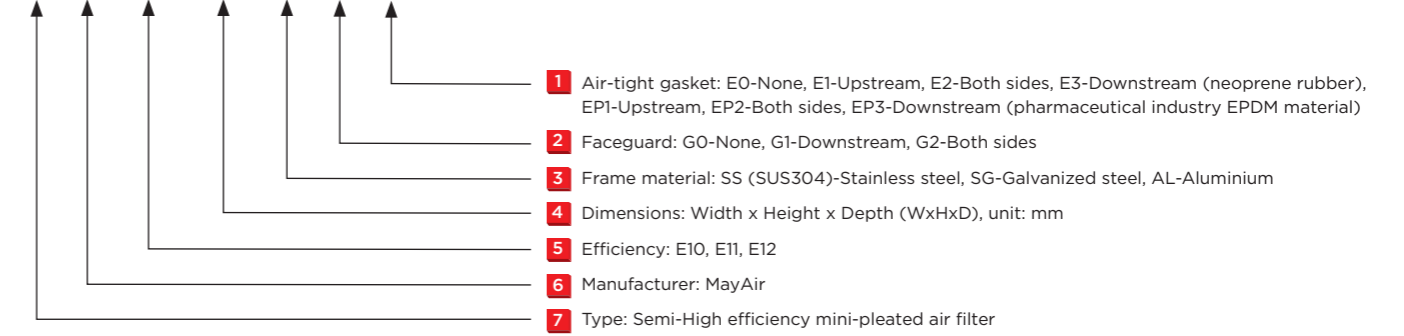 1 Air-tight gasket: E0-None, E1-Upstream, E2-Both sides, E3-Downstream (neoprene rubber),
EP1-Upstream, EP2-Both sides, EP3-Downstream (pharmaceutical industry EPDM material)
2 Faceguard: G0-None, G1-Downstream, G2-Both sides
3 Frame material: SS (SUS304)-Stainless steel, SG-Galvanized steel, AL-Aluminium
4 Dimensions: Width x Height x Depth (WxHxD), unit: mm
5 Efficiency: E10, E11, E12
6 Manufacturer: MayAir
7 Type: Semi-High efficiency mini-pleated air filter